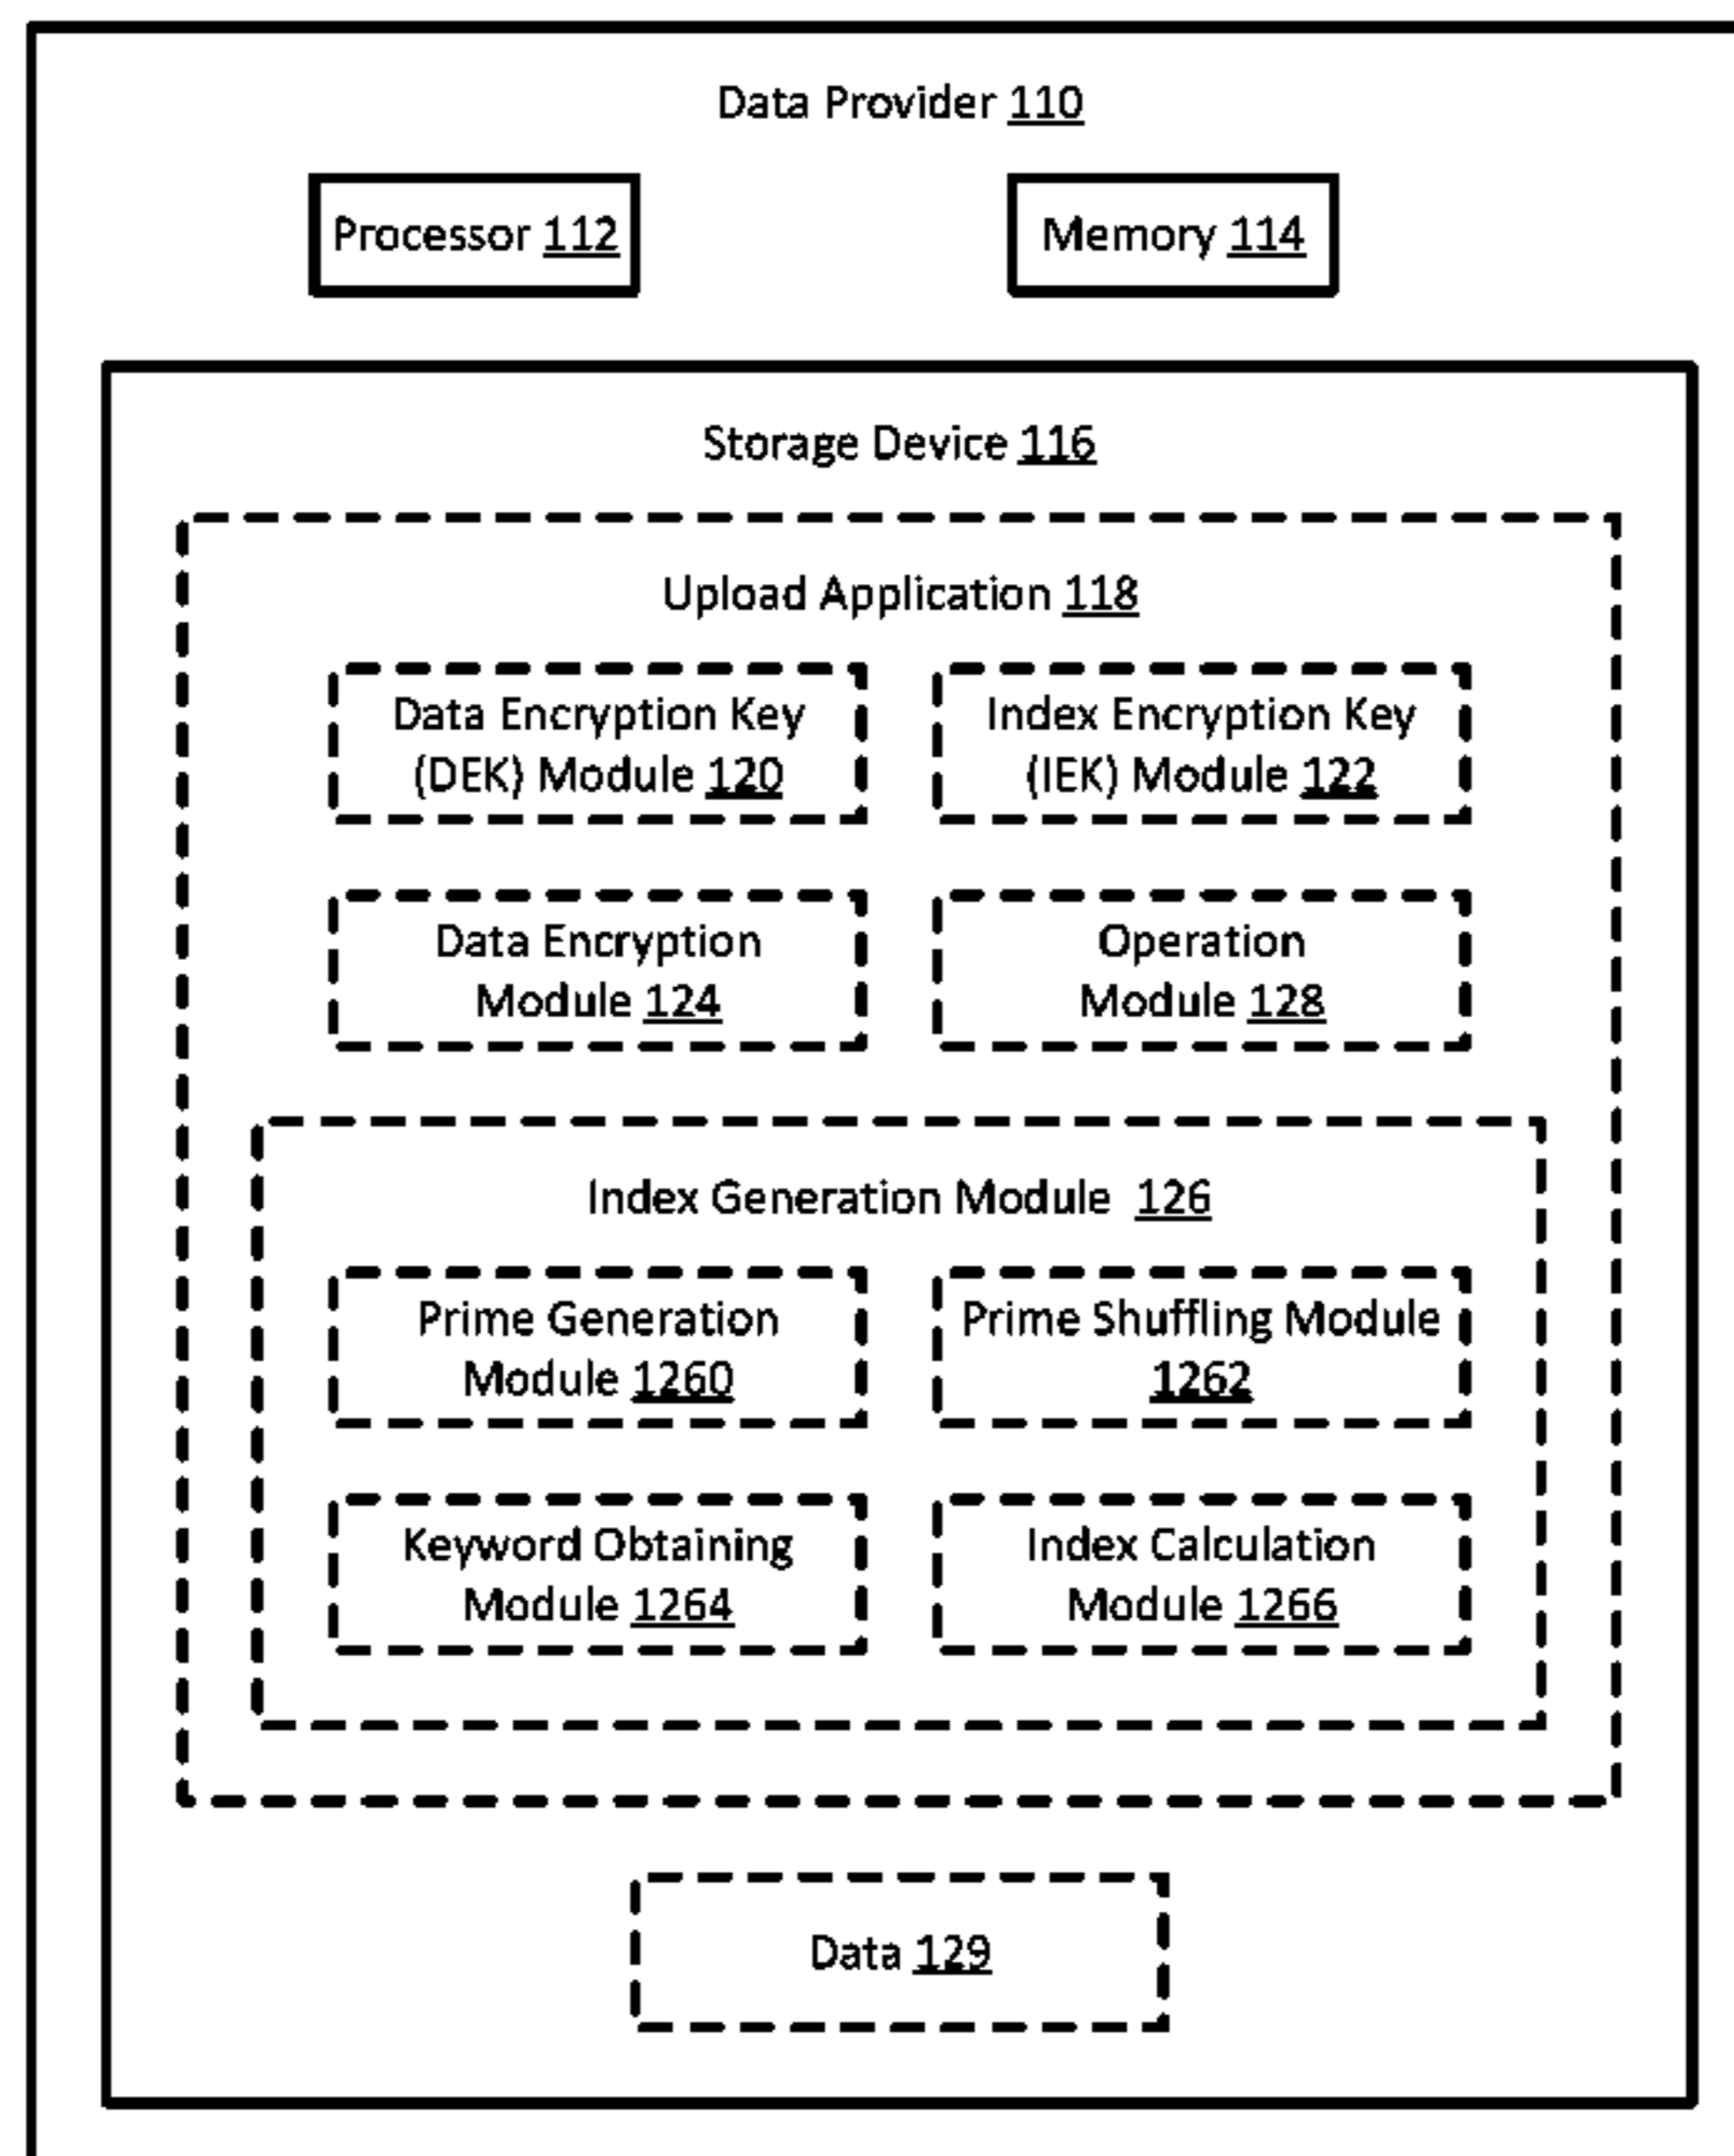 Data Provider 110
Processor 112
Memory 114
Storage Device 116
Upload Application 118
Data Encryption Key
(DEK) Module 120
Index Encryption Key
(IEK) Module 122
Data Encryption
Module 124
Operation
Module 128
Index Generation Module 126
Prime Generation
Module 1260
Prime Shuffling Module
1262
Keyword Obtaining
Module 1264
Index Calculation
Module 1266
Data 129